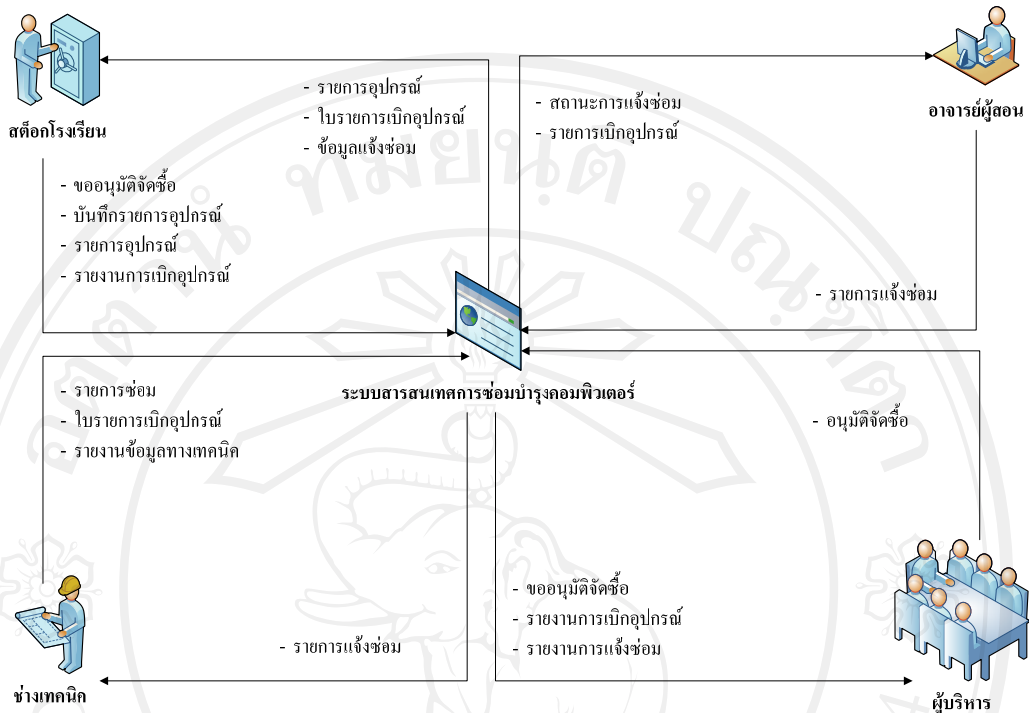 - รายการอุปกรณ์
- ใบรายการเบิกอุปกรณ์
- ข้อมูลแจ้งซ่อม
- สถานะการแจ้งซ่อม
- รายการเบิกอุปกรณ์
สต็อกโรงเรียน
อาจารย์ผู้สอน
- ขออนุมัติจัดซื้อ
- บันทึกรายการอุปกรณ์
- รายการอุปกรณ์
- รายงานการเบิกอุปกรณ์
- รายการแจ้งซ่อม
ระบบสารสนเทศการซ่อมบำรุงคอมพิวเตอร์
- รายการซ่อม
- ใบรายการเบิกอุปกรณ์
- รายงานข้อมูลทางเทคนิค
- อนุมัติจัดซื้อ
- รายการแจ้งซ่อม
- ขออนุมัติจัดซื้อ
- รายงานการเบิกอุปกรณ์
- รายงานการแจ้งซ่อม
ช่างเทคนิค
ผู้บริหาร
อตฺตานํ ทมยนฺติ ปณฺฑิตา